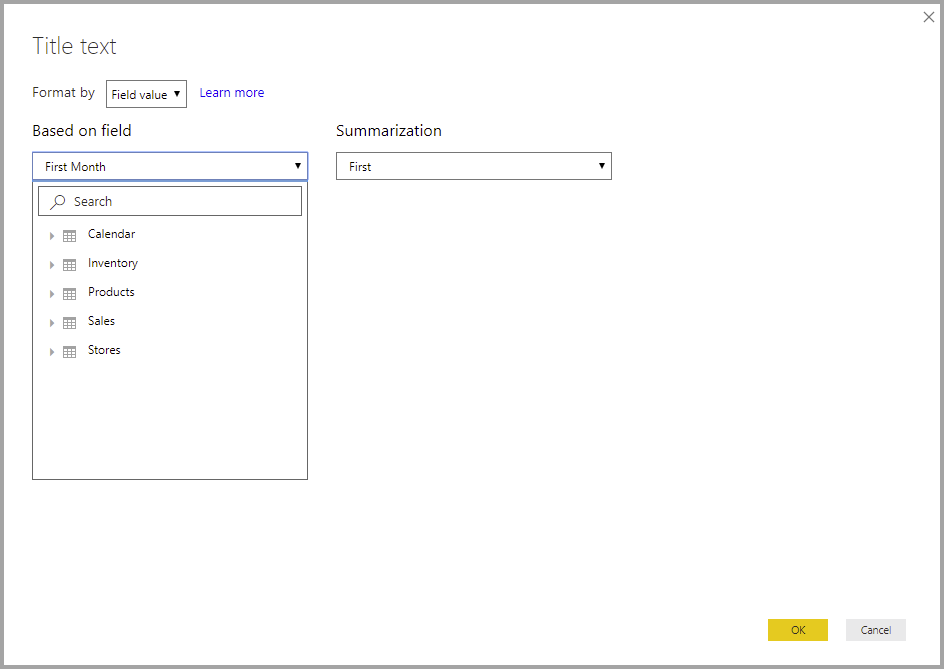 Title text
Format by Field value Learn more
Based on field Summarization
First Month First
Search
Calendar
Inventory
Products
Sales
Stores
OK Cancel